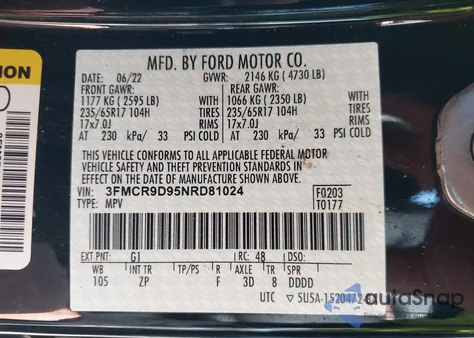 MFD. BY FORD MOTOR CO.
DATE: 06/22 GVWR: 2146 KG ( 4730 LB)
FRONT GAWR: REAR GAWR:
1177 KG ( 2595 LB) WITH 1066 KG ( 2350 LB) WITH
235/65R17 104H TIRES 235/65R17 104H TIRES
17x7.0J RIMS 17x7.0J RIMS
AT 230 kPa/ 33 PSI COLD AT 230 kPa/ 33 PSI COLD
THIS VEHICLE CONFORMS TO ALL APPLICABLE FEDERAL MOTOR
VEHICLE SAFETY AND THEFT PREVENTION STANDARDS IN EFFECT
ON THE DATE OF MANUFACTURE SHOWN ABOVE.
VIN: 3FMCR9D95NRD81024 F0203
TYPE: MPV T0177
EXT PNT: G1 RC: 48 DSO:
WB INT TR TP/PS R AXLE TR SPR
105 ZP F 3D 8 DDDD
UTC ▽ 5U5A-1520472-
autoSnap